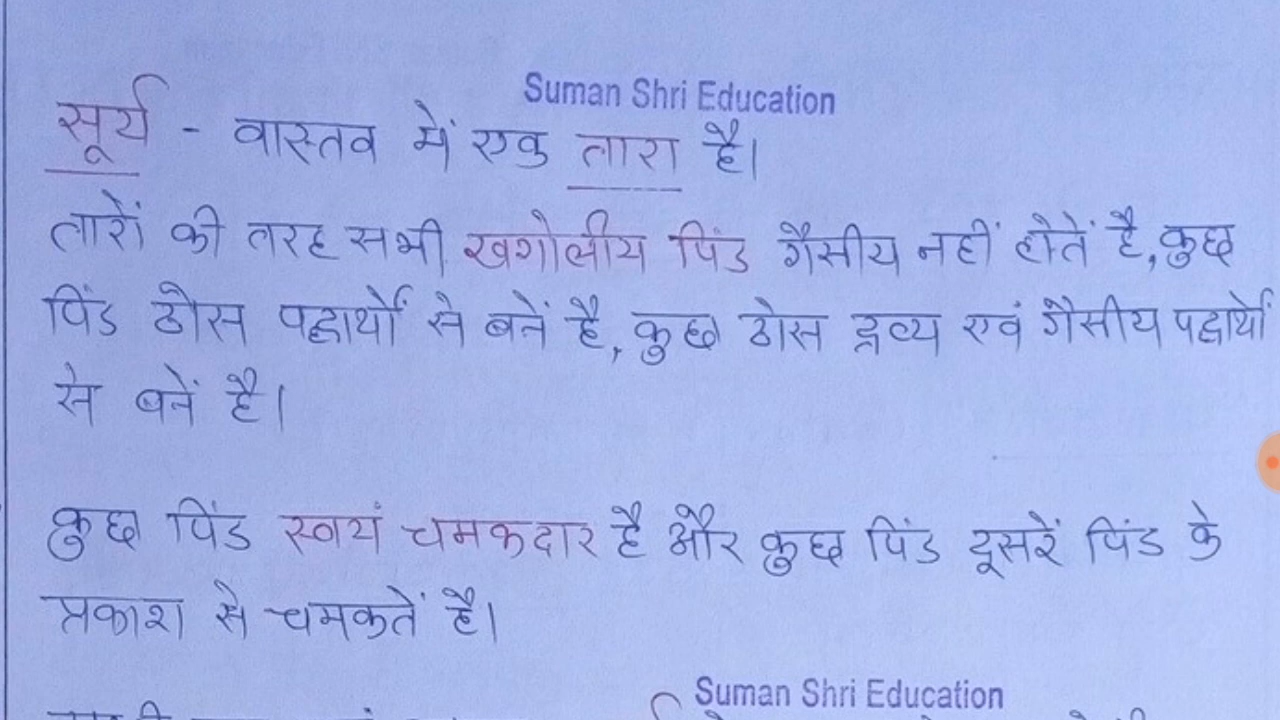 Suman Shri Education
सूर्य - वास्तव में एक तारा है।
तारों की तरह सभी खगोलीय पिंड गैसीय नहीं होतें है, कुछ
पिंड ठोस पदार्थों से बनें है, कुछ ठोस द्रव्य एवं गैसीय पदार्थों
से बनें है।
कुछ पिंड स्वयं चमकदार है और कुछ पिंड दूसरें पिंड के
प्रकाश से चमकतें है।
Suman Shri Education